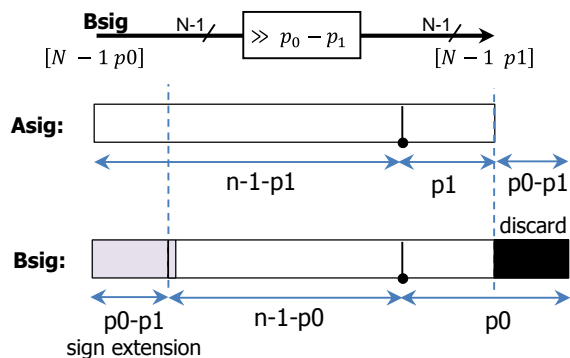 Bsig
N-1
≫ p₀ − p₁
N-1
[N − 1 p0]
[N − 1 p1]
Asig:
n-1-p1
p1
p0-p1
discard
Bsig:
p0-p1
n-1-p0
p0
sign extension